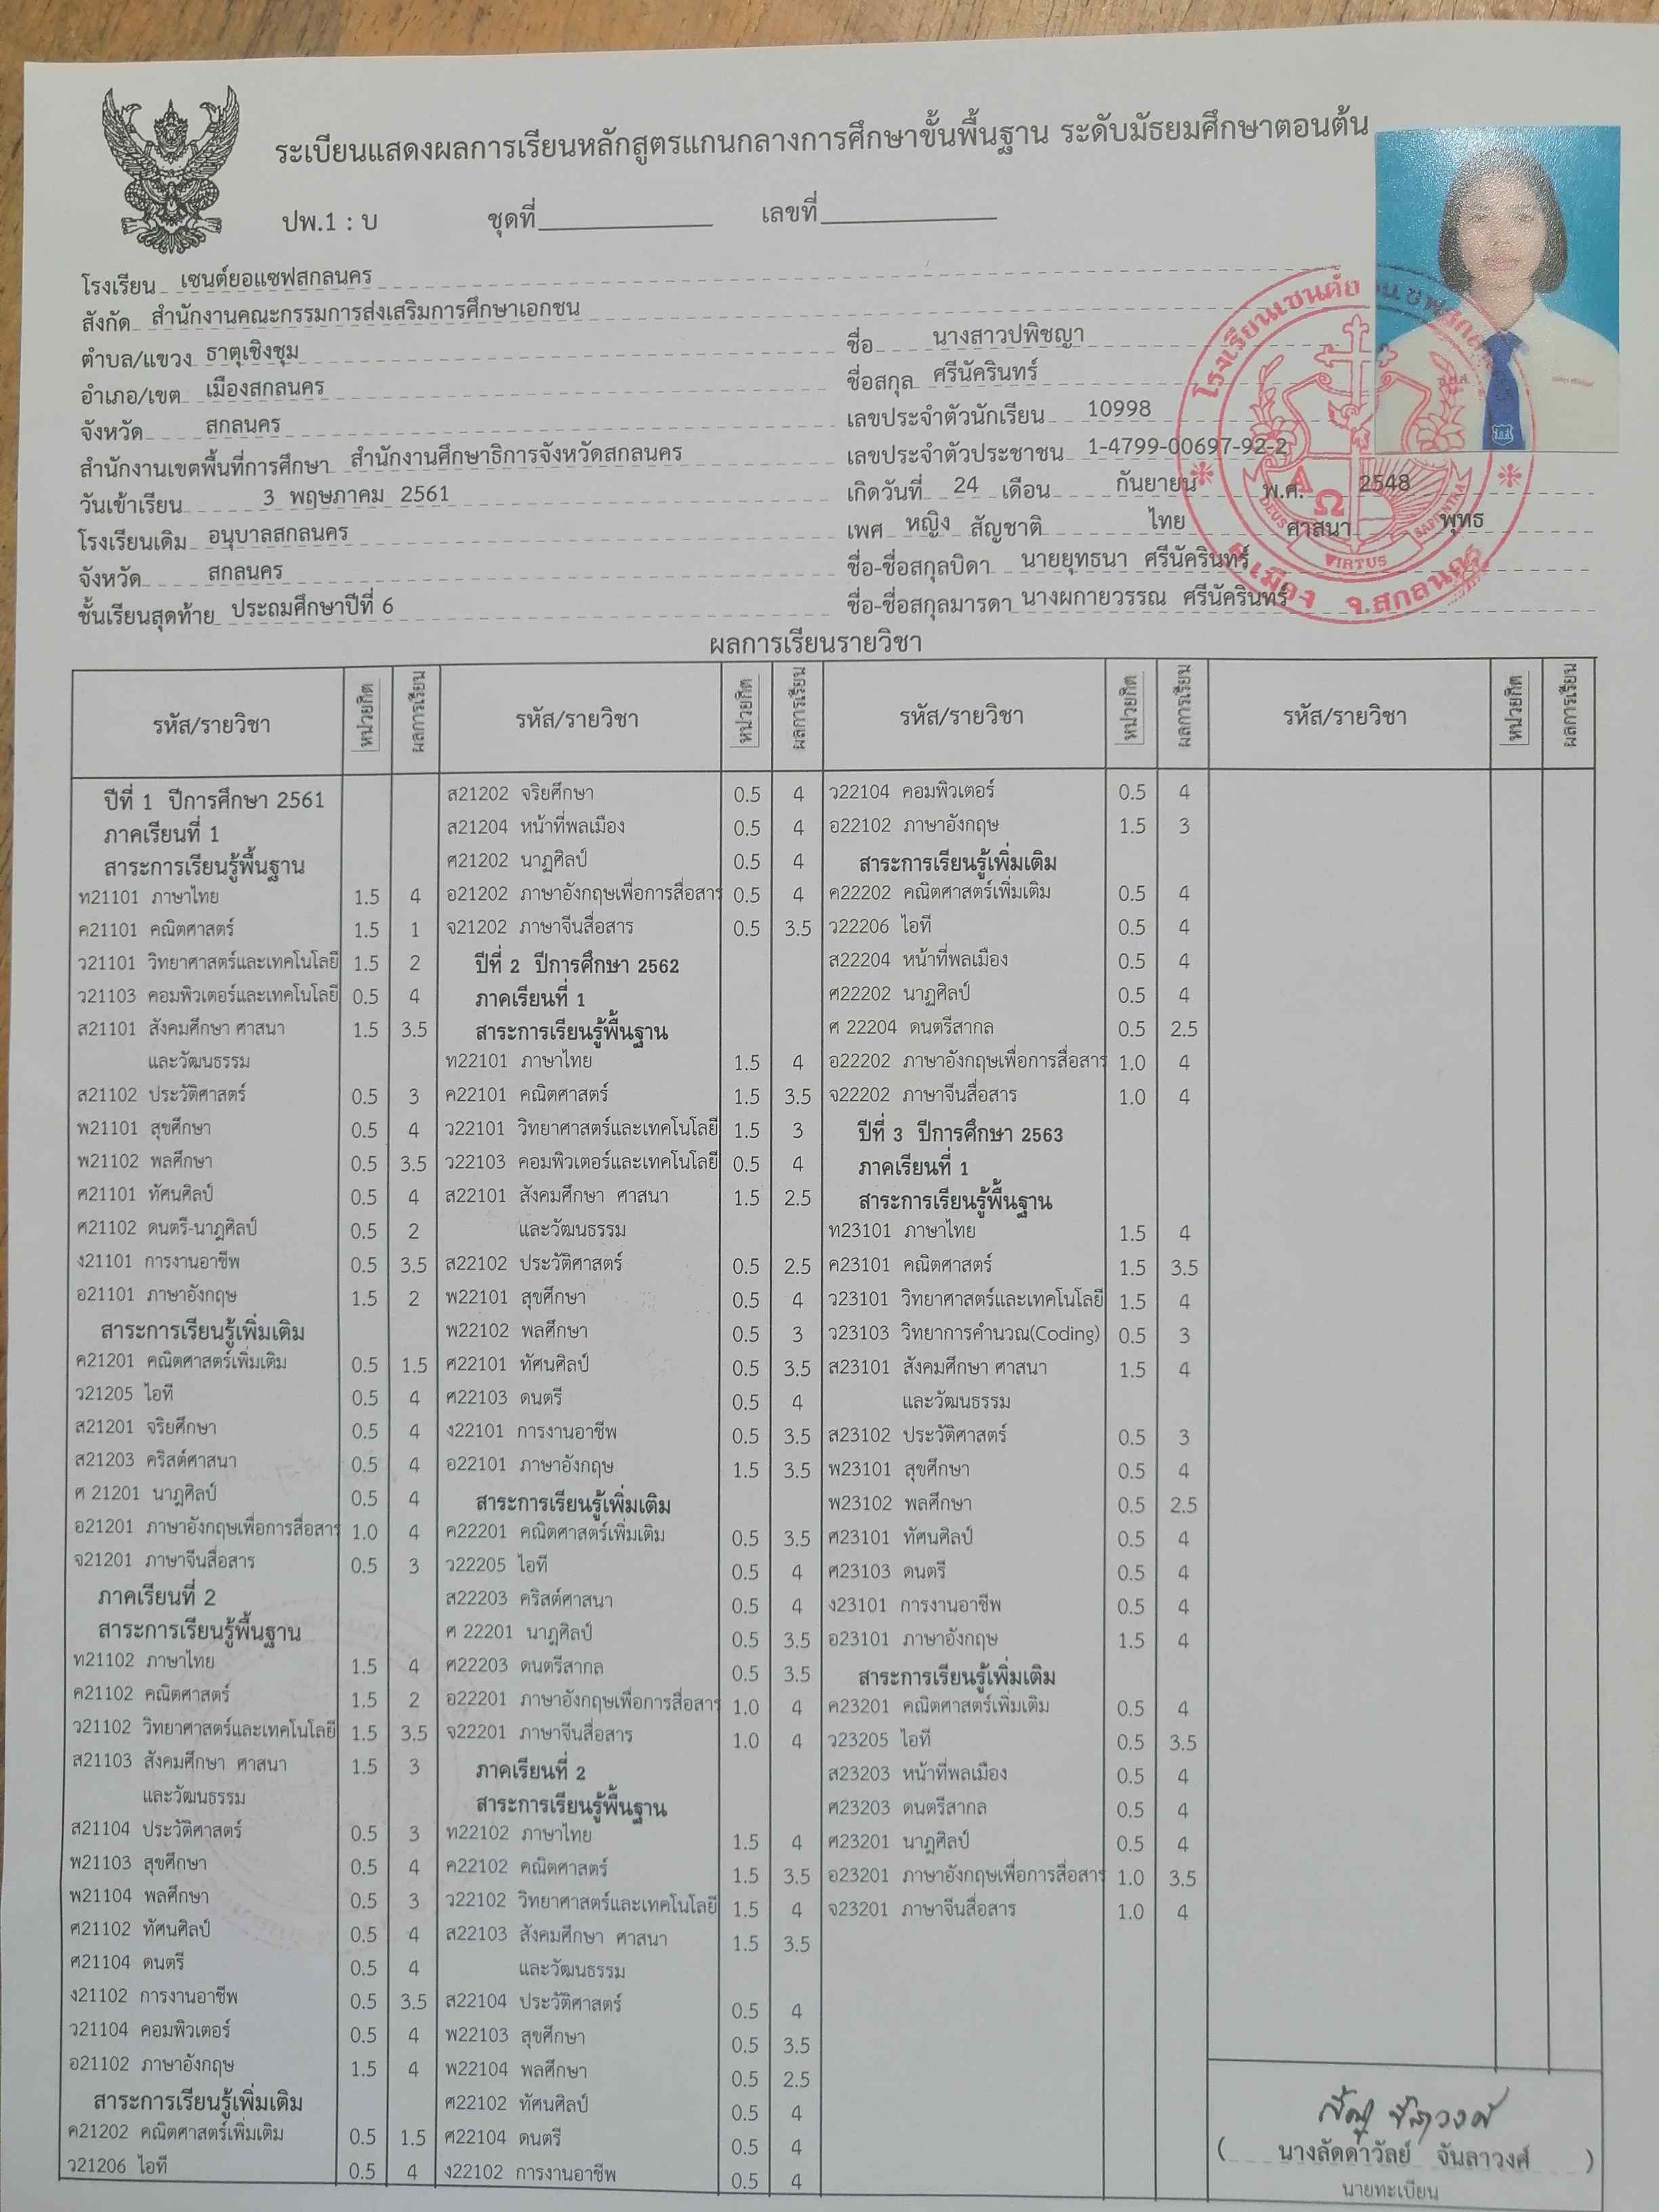 ระเบียนแสดงผลการเรียนหลักสูตรแกนกลางการศึกษาขั้นพื้นฐาน ระดับมัธยมศึกษาตอนต้น
ปพ.1 : บ ชุดที่ เลขที่
โรงเรียน เซนต์ยอแซฟสกลนคร
สังกัด สำนักงานคณะกรรมการส่งเสริมการศึกษาเอกชน
ตำบล/แขวง ธาตุเชิงชุม
อำเภอ/เขต เมืองสกลนคร
จังหวัด สกลนคร
สำนักงานเขตพื้นที่การศึกษา สำนักงานศึกษาธิการจังหวัดสกลนคร
วันเข้าเรียน 3 พฤษภาคม 2561
โรงเรียนเดิม อนุบาลสกลนคร
จังหวัด สกลนคร
ชั้นเรียนสุดท้าย ประถมศึกษาปีที่ 6
ชื่อ นางสาวปพิชญา
ชื่อสกุล ศรีนัครินทร์
เลขประจำตัวนักเรียน 10998
เลขประจำตัวประชาชน 1-4799-00697-92-2
เกิดวันที่ 24 เดือน กันยายน พ.ศ. 2548
เพศ หญิง สัญชาติ ไทย ศาสนา พุทธ
ชื่อ-ชื่อสกุลบิดา นายยุทธนา ศรีนัครินทร์
ชื่อ-ชื่อสกุลมารดา นางผกายวรรณ ศรีนัครินทร์
โรงเรียนเซนต์ยอแซฟสกล
Α Ω
DEUS
VIRTUS
SAPIENTIA
เมือง จ.สกลนคร
ผลการเรียนรายวิชา
รหัส/รายวิชา หน่วยกิต ผลการเรียน รหัส/รายวิชา หน่วยกิต ผลการเรียน รหัส/รายวิชา หน่วยกิต ผลการเรียน รหัส/รายวิชา หน่วยกิต ผลการเรียน
ปีที่ 1 ปีการศึกษา 2561
ภาคเรียนที่ 1
สาระการเรียนรู้พื้นฐาน
ท21101 ภาษาไทย 1.5 4
ค21101 คณิตศาสตร์ 1.5 1
ว21101 วิทยาศาสตร์และเทคโนโลยี 1.5 2
ว21103 คอมพิวเตอร์และเทคโนโลยี 0.5 4
ส21101 สังคมศึกษา ศาสนา 1.5 3.5
และวัฒนธรรม
ส21102 ประวัติศาสตร์ 0.5 3
พ21101 สุขศึกษา 0.5 4
พ21102 พลศึกษา 0.5 3.5
ศ21101 ทัศนศิลป์ 0.5 4
ศ21102 ดนตรี-นาฏศิลป์ 0.5 2
ง21101 การงานอาชีพ 0.5 3.5
อ21101 ภาษาอังกฤษ 1.5 2
สาระการเรียนรู้เพิ่มเติม
ค21201 คณิตศาสตร์เพิ่มเติม 0.5 1.5
ว21205 ไอที 0.5 4
ส21201 จริยศึกษา 0.5 4
ส21203 คริสต์ศาสนา 0.5 4
ศ 21201 นาฏศิลป์ 0.5 4
อ21201 ภาษาอังกฤษเพื่อการสื่อสาร 1.0 4
จ21201 ภาษาจีนสื่อสาร 0.5 3
ภาคเรียนที่ 2
สาระการเรียนรู้พื้นฐาน
ท21102 ภาษาไทย 1.5 4
ค21102 คณิตศาสตร์ 1.5 2
ว21102 วิทยาศาสตร์และเทคโนโลยี 1.5 3.5
ส21103 สังคมศึกษา ศาสนา 1.5 3
และวัฒนธรรม
ส21104 ประวัติศาสตร์ 0.5 3
พ21103 สุขศึกษา 0.5 4
พ21104 พลศึกษา 0.5 3
ศ21102 ทัศนศิลป์ 0.5 4
ศ21104 ดนตรี 0.5 4
ง21102 การงานอาชีพ 0.5 3.5
ว21104 คอมพิวเตอร์ 0.5 4
อ21102 ภาษาอังกฤษ 1.5 4
สาระการเรียนรู้เพิ่มเติม
ค21202 คณิตศาสตร์เพิ่มเติม 0.5 1.5
ว21206 ไอที 0.5 4
ส21202 จริยศึกษา 0.5 4
ส21204 หน้าที่พลเมือง 0.5 4
ศ21202 นาฏศิลป์ 0.5 4
อ21202 ภาษาอังกฤษเพื่อการสื่อสาร 0.5 4
จ21202 ภาษาจีนสื่อสาร 0.5 3.5
ปีที่ 2 ปีการศึกษา 2562
ภาคเรียนที่ 1
สาระการเรียนรู้พื้นฐาน
ท22101 ภาษาไทย 1.5 4
ค22101 คณิตศาสตร์ 1.5 3.5
ว22101 วิทยาศาสตร์และเทคโนโลยี 1.5 3
ว22103 คอมพิวเตอร์และเทคโนโลยี 0.5 4
ส22101 สังคมศึกษา ศาสนา 1.5 2.5
และวัฒนธรรม
ส22102 ประวัติศาสตร์ 0.5 2.5
พ22101 สุขศึกษา 0.5 4
พ22102 พลศึกษา 0.5 3
ศ22101 ทัศนศิลป์ 0.5 3.5
ศ22103 ดนตรี 0.5 4
ง22101 การงานอาชีพ 0.5 3.5
อ22101 ภาษาอังกฤษ 1.5 3.5
สาระการเรียนรู้เพิ่มเติม
ค22201 คณิตศาสตร์เพิ่มเติม 0.5 3.5
ว22205 ไอที 0.5 4
ส22203 คริสต์ศาสนา 0.5 4
ศ 22201 นาฏศิลป์ 0.5 3.5
ศ22203 ดนตรีสากล 0.5 3.5
อ22201 ภาษาอังกฤษเพื่อการสื่อสาร 1.0 4
จ22201 ภาษาจีนสื่อสาร 1.0 4
ภาคเรียนที่ 2
สาระการเรียนรู้พื้นฐาน
ท22102 ภาษาไทย 1.5 4
ค22102 คณิตศาสตร์ 1.5 3.5
ว22102 วิทยาศาสตร์และเทคโนโลยี 1.5 4
ส22103 สังคมศึกษา ศาสนา 1.5 3.5
และวัฒนธรรม
ส22104 ประวัติศาสตร์ 0.5 4
พ22103 สุขศึกษา 0.5 3.5
พ22104 พลศึกษา 0.5 2.5
ศ22102 ทัศนศิลป์ 0.5 4
ศ22104 ดนตรี 0.5 4
ง22102 การงานอาชีพ 0.5 4
ว22104 คอมพิวเตอร์ 0.5 4
อ22102 ภาษาอังกฤษ 1.5 3
สาระการเรียนรู้เพิ่มเติม
ค22202 คณิตศาสตร์เพิ่มเติม 0.5 4
ว22206 ไอที 0.5 4
ส22204 หน้าที่พลเมือง 0.5 4
ศ22202 นาฏศิลป์ 0.5 4
ศ 22204 ดนตรีสากล 0.5 2.5
อ22202 ภาษาอังกฤษเพื่อการสื่อสาร 1.0 4
จ22202 ภาษาจีนสื่อสาร 1.0 4
ปีที่ 3 ปีการศึกษา 2563
ภาคเรียนที่ 1
สาระการเรียนรู้พื้นฐาน
ท23101 ภาษาไทย 1.5 4
ค23101 คณิตศาสตร์ 1.5 3.5
ว23101 วิทยาศาสตร์และเทคโนโลยี 1.5 4
ว23103 วิทยาการคำนวณ(Coding) 0.5 3
ส23101 สังคมศึกษา ศาสนา 1.5 4
และวัฒนธรรม
ส23102 ประวัติศาสตร์ 0.5 3
พ23101 สุขศึกษา 0.5 4
พ23102 พลศึกษา 0.5 2.5
ศ23101 ทัศนศิลป์ 0.5 4
ศ23103 ดนตรี 0.5 4
ง23101 การงานอาชีพ 0.5 4
อ23101 ภาษาอังกฤษ 1.5 4
สาระการเรียนรู้เพิ่มเติม
ค23201 คณิตศาสตร์เพิ่มเติม 0.5 4
ว23205 ไอที 0.5 3.5
ส23203 หน้าที่พลเมือง 0.5 4
ศ23203 ดนตรีสากล 0.5 4
ศ23201 นาฏศิลป์ 0.5 4
อ23201 ภาษาอังกฤษเพื่อการสื่อสาร 1.0 3.5
จ23201 ภาษาจีนสื่อสาร 1.0 4
( นางลัดดาวัลย์ จันลาวงศ์ )
นายทะเบียน